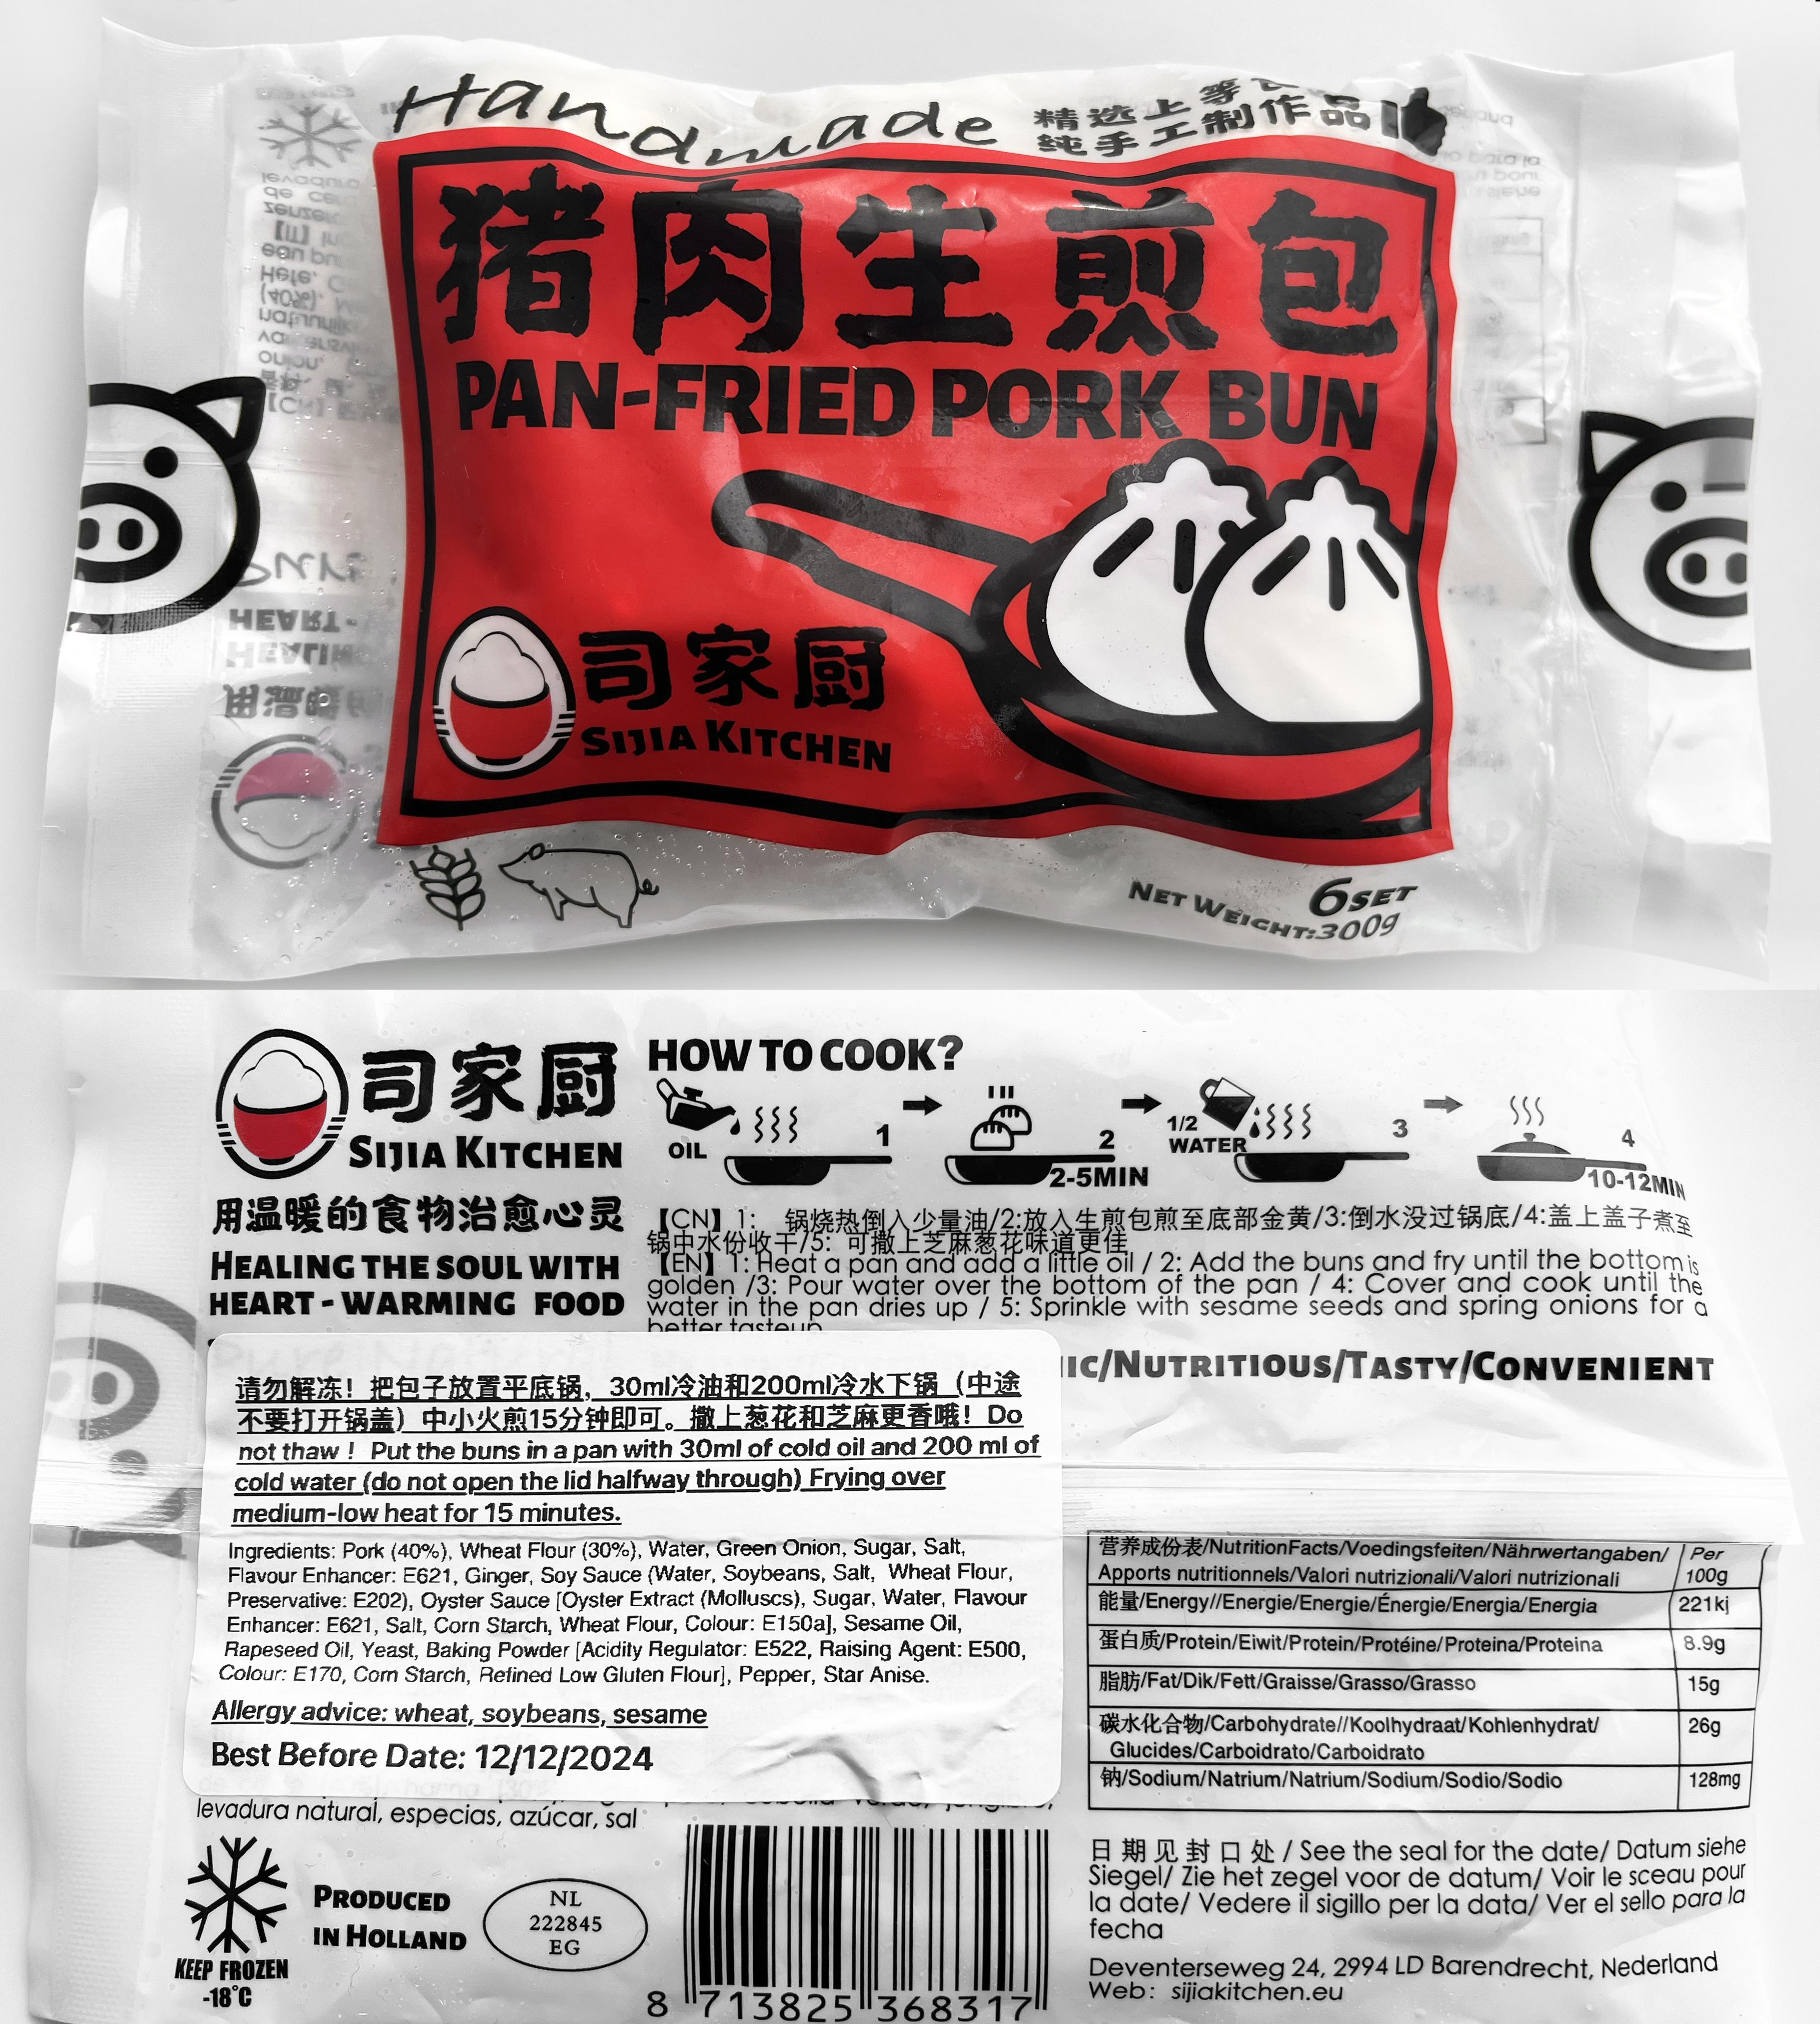 Handmade
精选上等
纯手工制作品
猪肉生煎包
PAN-FRIED PORK BUN
司家厨
SIJIA KITCHEN
6SET
NET WEIGHT:300g
司家厨
SIJIA KITCHEN
用温暖的食物治愈心灵
HEALING THE SOUL WITH
HEART-WARMING FOOD
HOW TO COOK?
OIL
1
2
2-5MIN
1/2
WATER
3
4
10-12MIN
【CN】1: 锅烧热倒入少量油/2:放入生煎包煎至底部金黄/3:倒水没过锅底/4:盖上盖子煮至
锅中水份收干/5: 可撒上芝麻葱花味道更佳
【EN】1: Heat a pan and add a little oil / 2: Add the buns and fry until the bottom is
golden /3: Pour water over the bottom of the pan / 4: Cover and cook until the
water in the pan dries up / 5: Sprinkle with sesame seeds and spring onions for a
better tasteup
IC/NUTRITIOUS/TASTY/CONVENIENT
请勿解冻！把包子放置平底锅，30ml冷油和200ml冷水下锅（中途
不要打开锅盖）中小火煎15分钟即可。撒上葱花和芝麻更香哦！Do
not thaw ! Put the buns in a pan with 30ml of cold oil and 200 ml of
cold water (do not open the lid halfway through) Frying over
medium-low heat for 15 minutes.
Ingredients: Pork (40%), Wheat Flour (30%), Water, Green Onion, Sugar, Salt,
Flavour Enhancer: E621, Ginger, Soy Sauce (Water, Soybeans, Salt, Wheat Flour,
Preservative: E202), Oyster Sauce [Oyster Extract (Molluscs), Sugar, Water, Flavour
Enhancer: E621, Salt, Corn Starch, Wheat Flour, Colour: E150a], Sesame Oil,
Rapeseed Oil, Yeast, Baking Powder [Acidity Regulator: E522, Raising Agent: E500,
Colour: E170, Corn Starch, Refined Low Gluten Flour], Pepper, Star Anise.
Allergy advice: wheat, soybeans, sesame
Best Before Date: 12/12/2024
levadura natural, especias, azúcar, sal
营养成份表/NutritionFacts/Voedingsfeiten/Nährwertangaben/
Apports nutritionnels/Valori nutrizionali/Valori nutrizionali
Per
100g
能量/Energy//Energie/Energie/Énergie/Energia/Energia 221kj
蛋白质/Protein/Eiwit/Protein/Protéine/Proteina/Proteina 8.9g
脂肪/Fat/Dik/Fett/Graisse/Grasso/Grasso 15g
碳水化合物/Carbohydrate//Koolhydraat/Kohlenhydrat/ 26g
Glucides/Carboidrato/Carboidrato
钠/Sodium/Natrium/Natrium/Sodium/Sodio/Sodio 128mg
KEEP FROZEN
-18°C
PRODUCED
IN HOLLAND
NL
222845
EG
8 713825 368317
日期见封口处 / See the seal for the date/ Datum siehe
Siegel/ Zie het zegel voor de datum/ Voir le sceau pour
la date/ Vedere il sigillo per la data/ Ver el sello para la
fecha
Deventerseweg 24, 2994 LD Barendrecht, Nederland
Web: sijiakitchen.eu